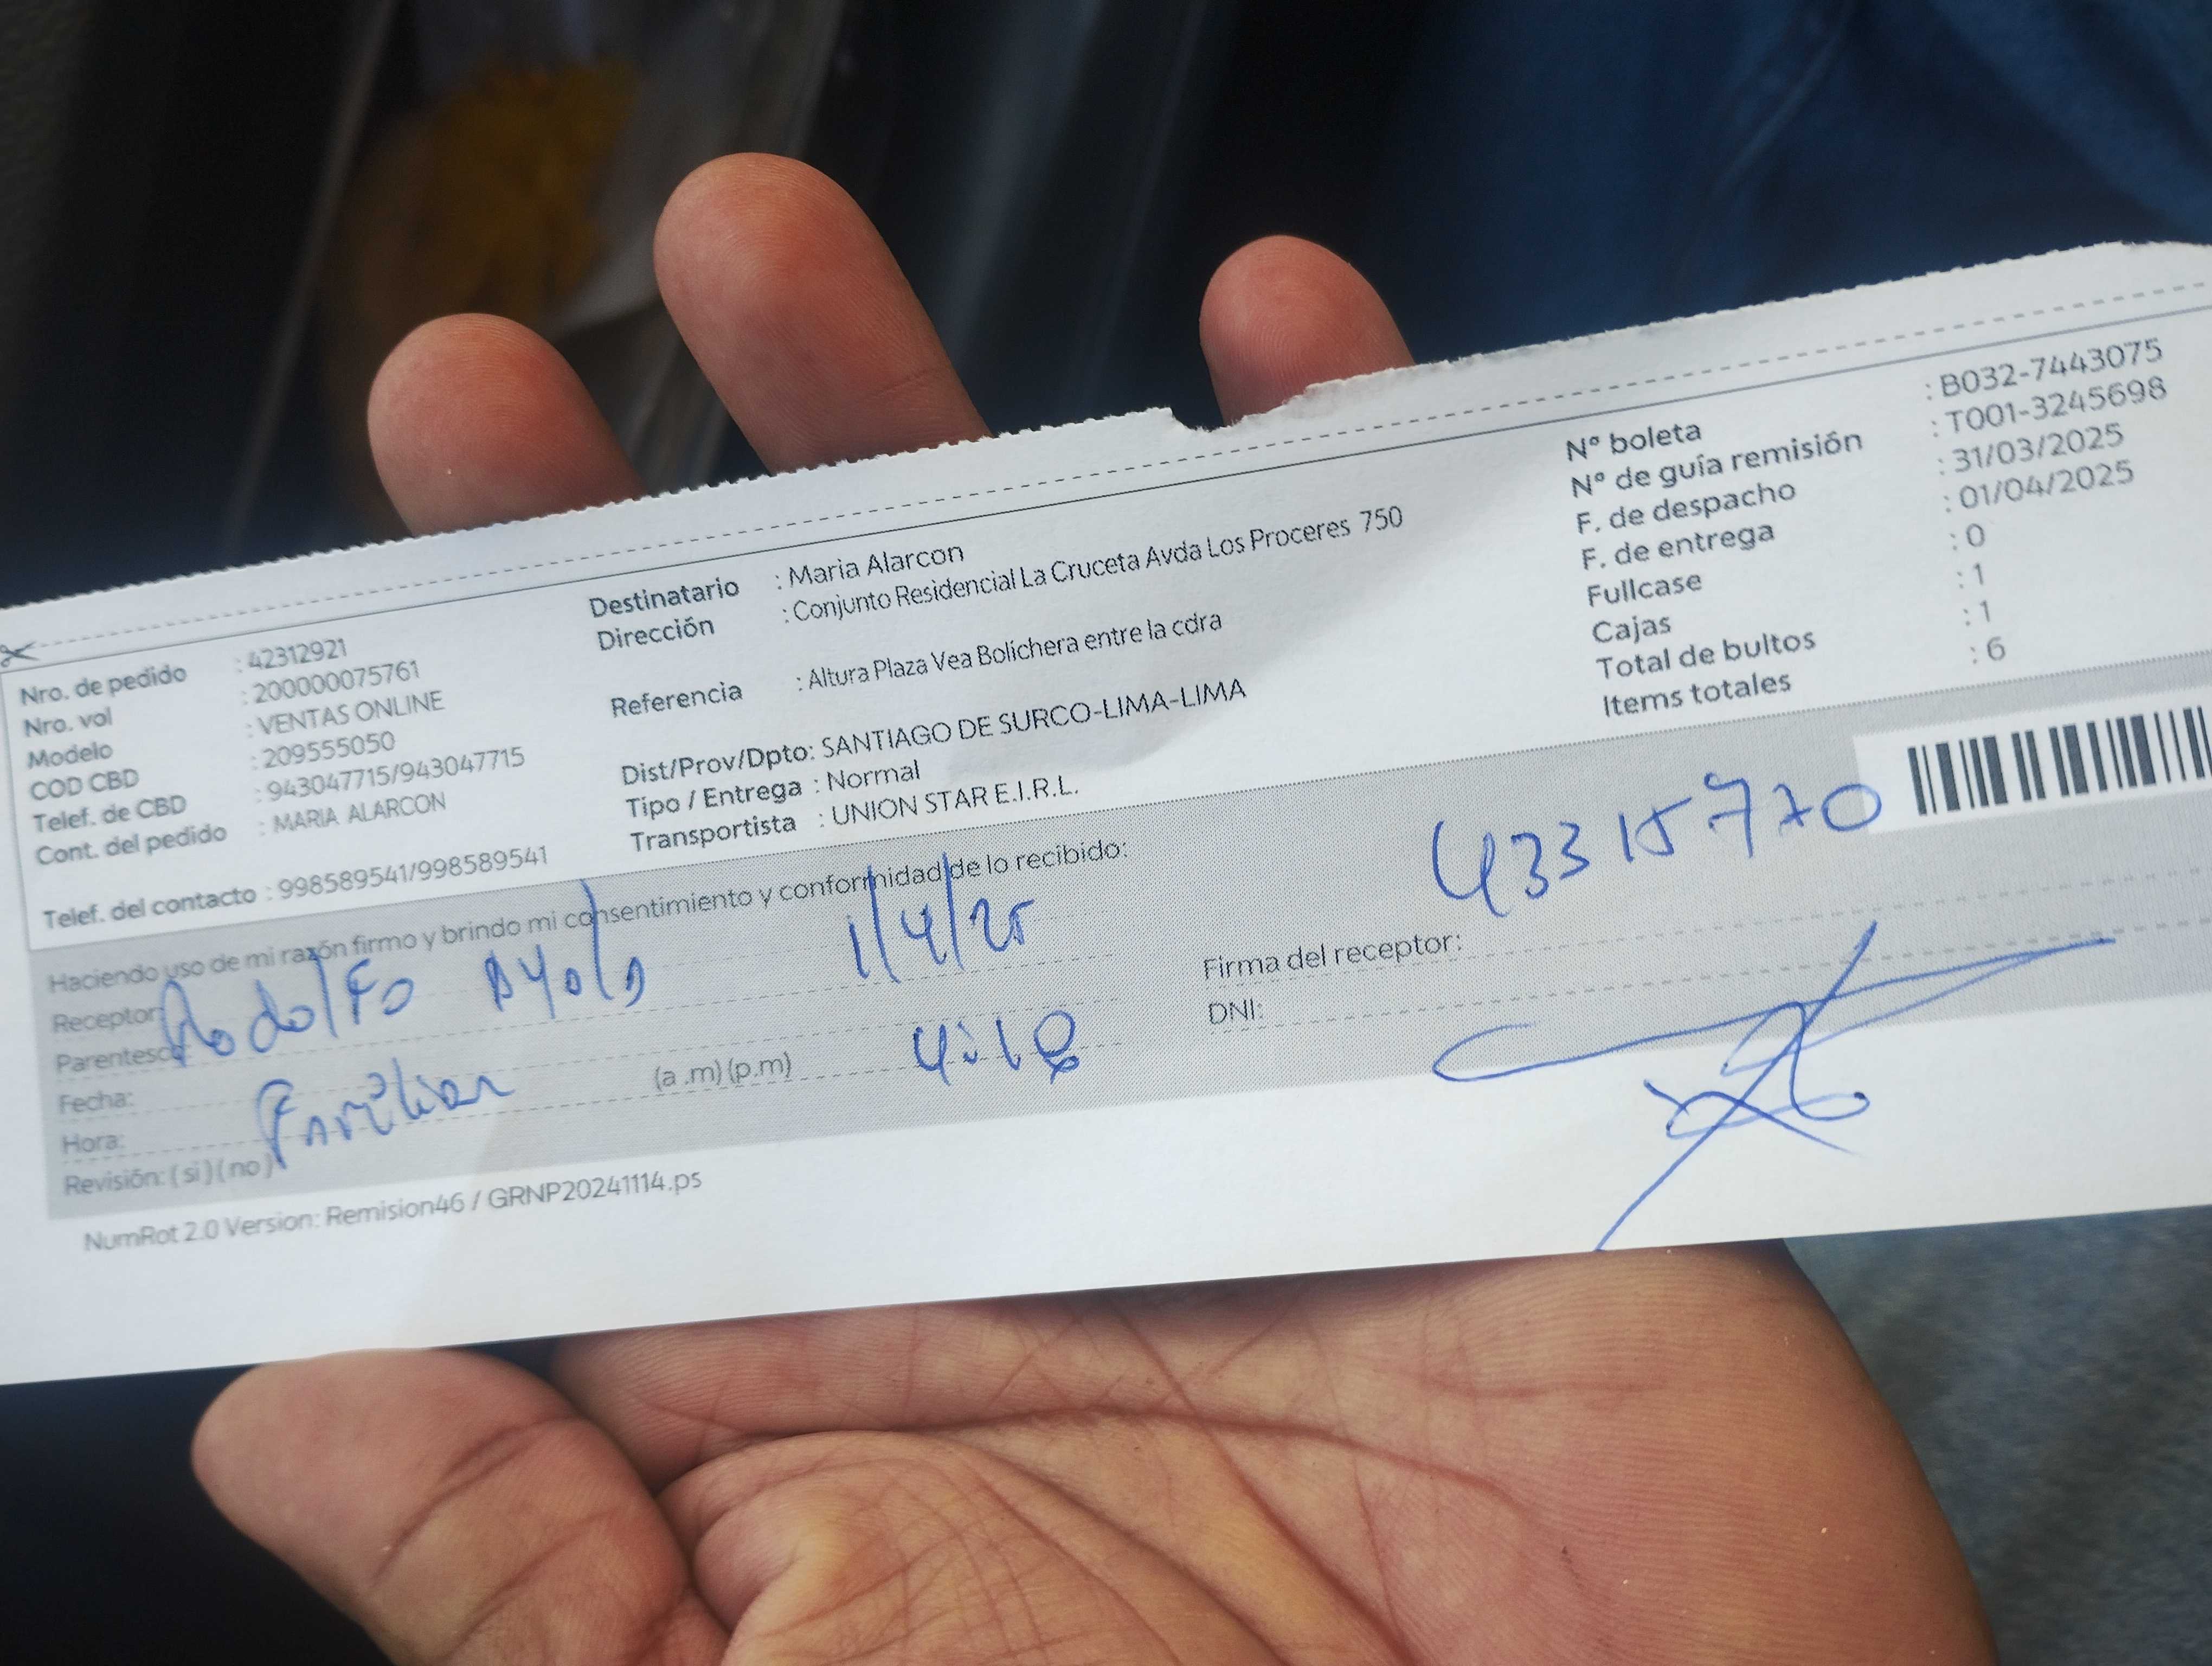 Nro. de pedido : 42312921
Nro. vol : 200000075761
Modelo : VENTAS ONLINE
COD CBD : 209555050
Telef. de CBD : 943047715/943047715
Cont. del pedido : MARIA ALARCON
Telef. del contacto : 998589541/998589541
Destinatario : Maria Alarcon
Dirección : Conjunto Residencial La Cruceta Avda Los Proceres 750
Referencia : Altura Plaza Vea Bolichera entre la cdra
Dist/Prov/Dpto: SANTIAGO DE SURCO-LIMA-LIMA
Tipo / Entrega : Normal
Transportista : UNION STAR E.I.R.L.
N° boleta : B032-7443075
N° de guía remisión : T001-3245698
F. de despacho : 31/03/2025
F. de entrega : 01/04/2025
Fullcase : 0
Cajas : 1
Total de bultos : 1
Items totales : 6
Haciendo uso de mi razón firmo y brindo mi consentimiento y conformidad de lo recibido:
Receptor: Rodolfo Ayala 1/4/25
Parentesco
Fecha:
Hora: Familiar (a .m) (p.m) 4:18
Revisión: ( si ) ( no )
43315770
Firma del receptor:
DNI:
NumRot 2.0 Version: Remision46 / GRNP20241114.ps